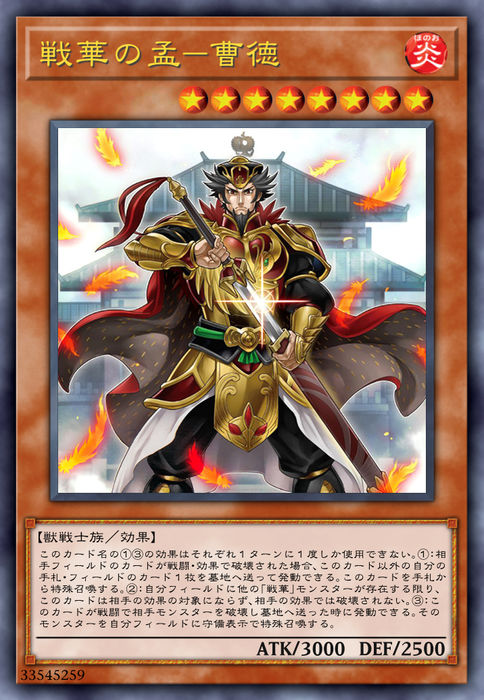 戦華の孟－曹徳
ほのお
炎
【獣戦士族／効果】
このカード名の①③の効果はそれぞれ１ターンに１度しか使用できない。①：相
手フィールドのカードが戦闘・効果で破壊された場合、このカード以外の自分の
手札・フィールドのカード１枚を墓地へ送って発動できる。このカードを手札か
ら特殊召喚する。②：自分フィールドに他の「戦華」モンスターが存在する限り、
このカードは相手の効果の対象にならず、相手の効果では破壊されない。③：こ
のカードが戦闘で相手モンスターを破壊し墓地へ送った時に発動できる。その
モンスターを自分フィールドに守備表示で特殊召喚する。
ATK/3000 DEF/2500
33545259